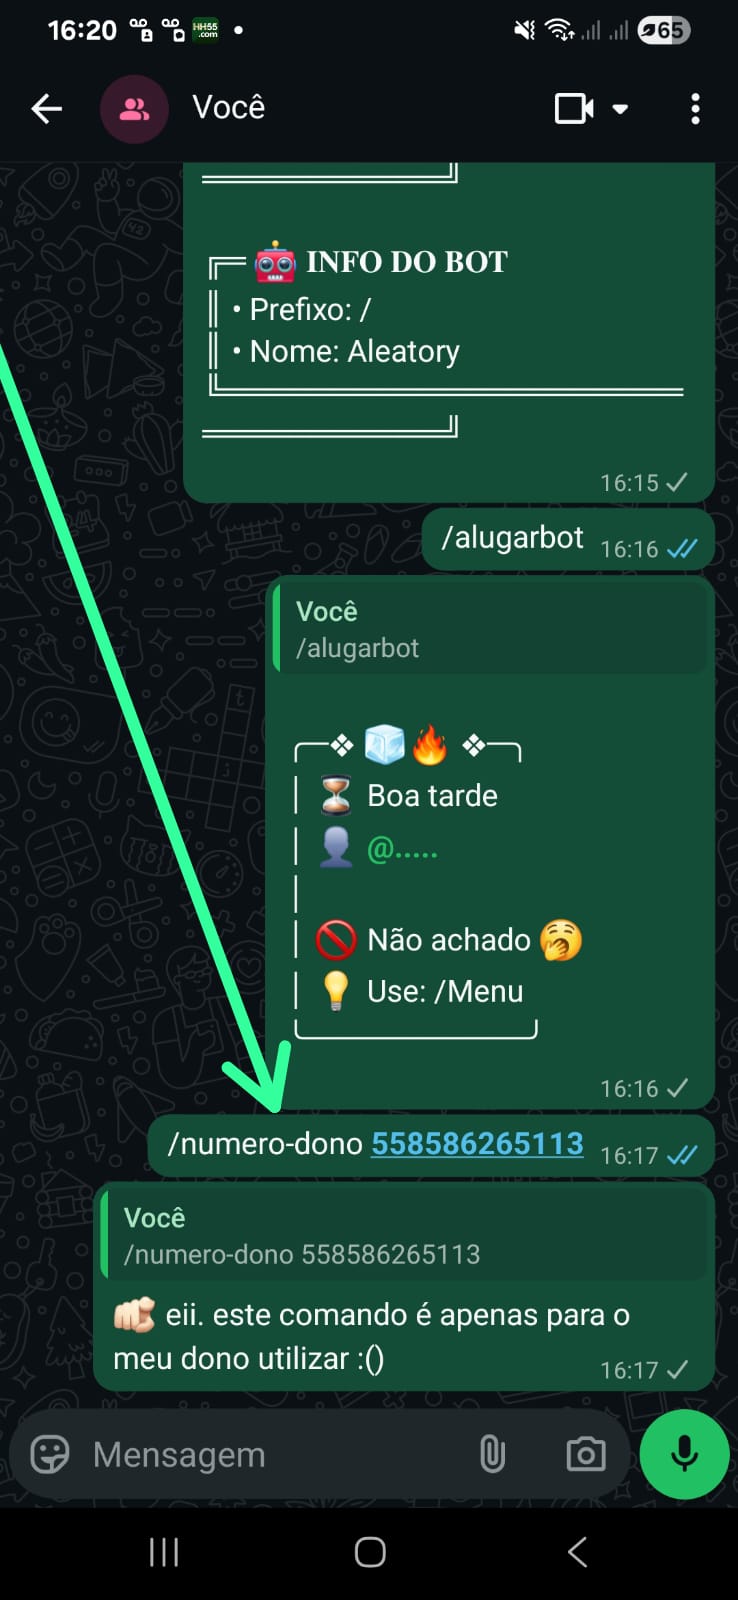 16:20
HH55
.com
65
Você
INFO DO BOT
• Prefixo: /
• Nome: Aleatory
16:15
/alugarbot 16:16
Você
/alugarbot
Boa tarde
@.....
Não achado
Use: /Menu
16:16
/numero-dono 558586265113 16:17
Você
/numero-dono 558586265113
eii. este comando é apenas para o
meu dono utilizar :() 16:17
Mensagem